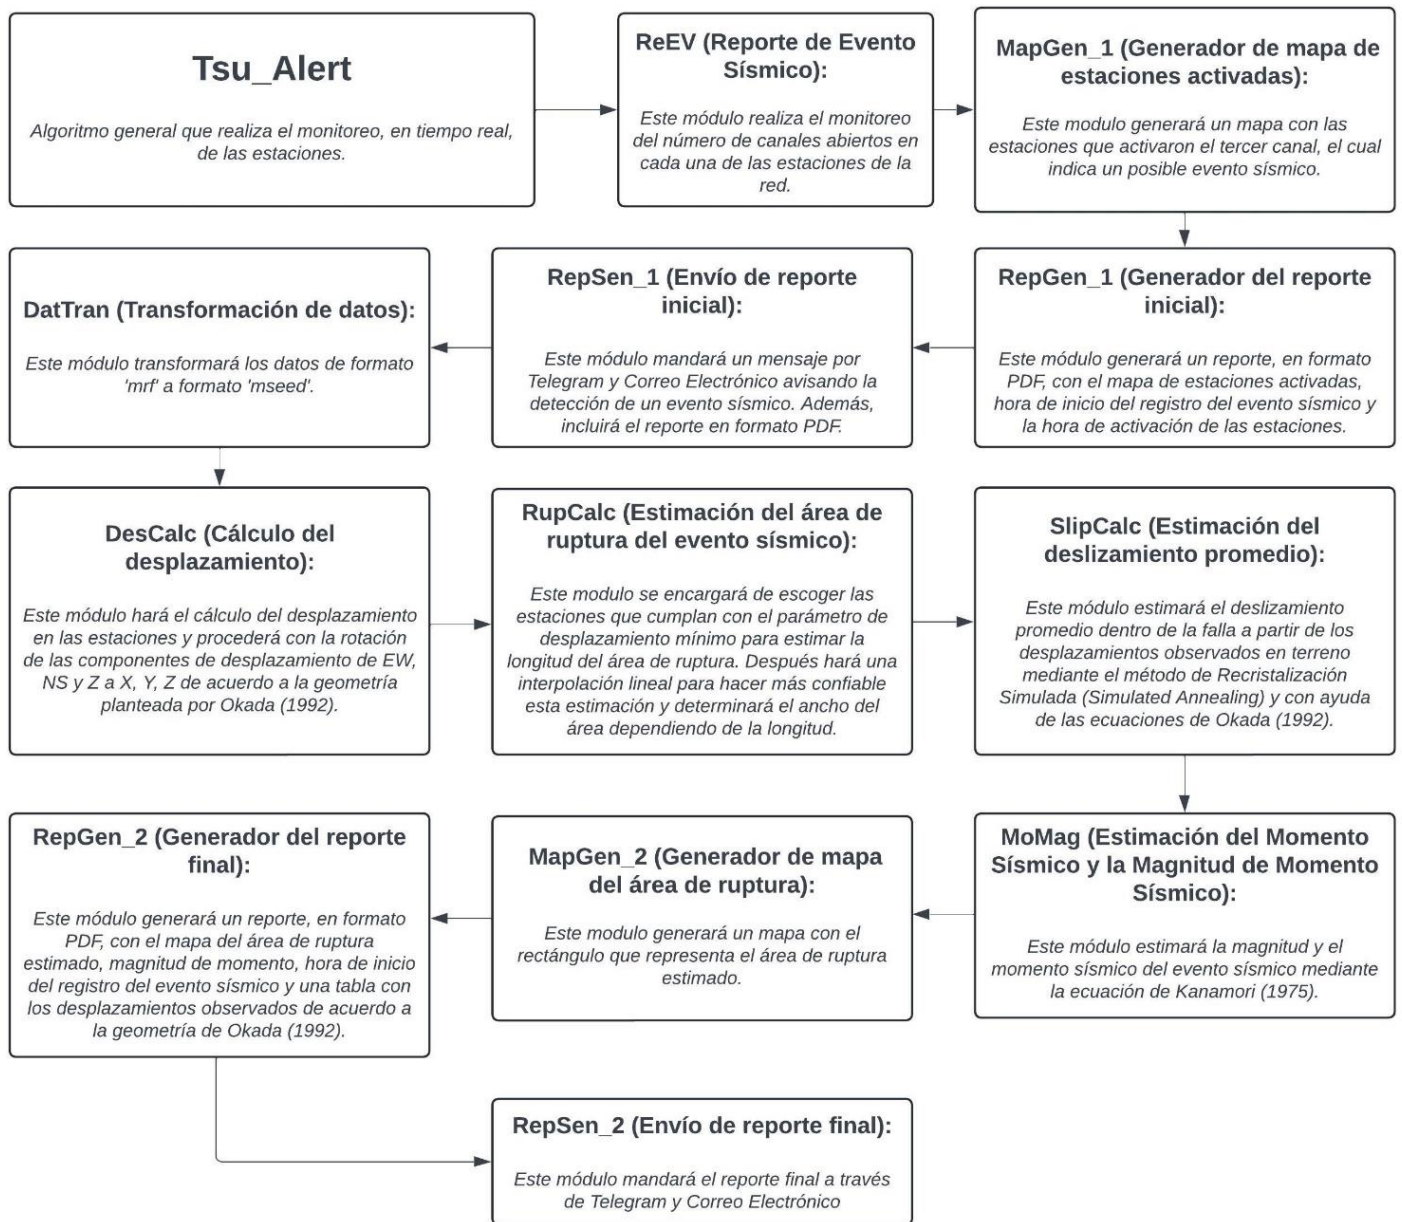 Tsu_Alert
Algoritmo general que realiza el monitoreo, en tiempo real,
de las estaciones.
ReEV (Reporte de Evento
Sísmico):
Este módulo realiza el monitoreo
del número de canales abiertos en
cada una de las estaciones de la
red.
MapGen_1 (Generador de mapa de
estaciones activadas):
Este modulo generará un mapa con las
estaciones que activaron el tercer canal, el cual
indica un posible evento sísmico.
RepGen_1 (Generador del reporte
inicial):
Este módulo generará un reporte, en formato
PDF, con el mapa de estaciones activadas,
hora de inicio del registro del evento sísmico y
la hora de activación de las estaciones.
RepSen_1 (Envío de reporte
inicial):
Este módulo mandará un mensaje por
Telegram y Correo Electrónico avisando la
detección de un evento sísmico. Además,
incluirá el reporte en formato PDF.
DatTran (Transformación de datos):
Este módulo transformará los datos de formato
'mrf' a formato 'mseed'.
DesCalc (Cálculo del
desplazamiento):
Este módulo hará el cálculo del desplazamiento
en las estaciones y procederá con la rotación
de las componentes de desplazamiento de EW,
NS y Z a X, Y, Z de acuerdo a la geometría
planteada por Okada (1992).
RupCalc (Estimación del área de
ruptura del evento sísmico):
Este modulo se encargará de escoger las
estaciones que cumplan con el parámetro de
desplazamiento mínimo para estimar la
longitud del área de ruptura. Después hará una
interpolación lineal para hacer más confiable
esta estimación y determinará el ancho del
área dependiendo de la longitud.
SlipCalc (Estimación del
deslizamiento promedio):
Este módulo estimará el deslizamiento
promedio dentro de la falla a partir de los
desplazamientos observados en terreno
mediante el método de Recristalización
Simulada (Simulated Annealing) y con ayuda
de las ecuaciones de Okada (1992).
MoMag (Estimación del Momento
Sísmico y la Magnitud de Momento
Sísmico):
Este módulo estimará la magnitud y el
momento sísmico del evento sísmico mediante
la ecuación de Kanamori (1975).
MapGen_2 (Generador de mapa
del área de ruptura):
Este modulo generará un mapa con el
rectángulo que representa el área de ruptura
estimado.
RepGen_2 (Generador del reporte
final):
Este módulo generará un reporte, en formato
PDF, con el mapa del área de ruptura
estimado, magnitud de momento, hora de inicio
del registro del evento sísmico y una tabla con
los desplazamientos observados de acuerdo a
la geometría de Okada (1992).
RepSen_2 (Envío de reporte final):
Este módulo mandará el reporte final a través
de Telegram y Correo Electrónico